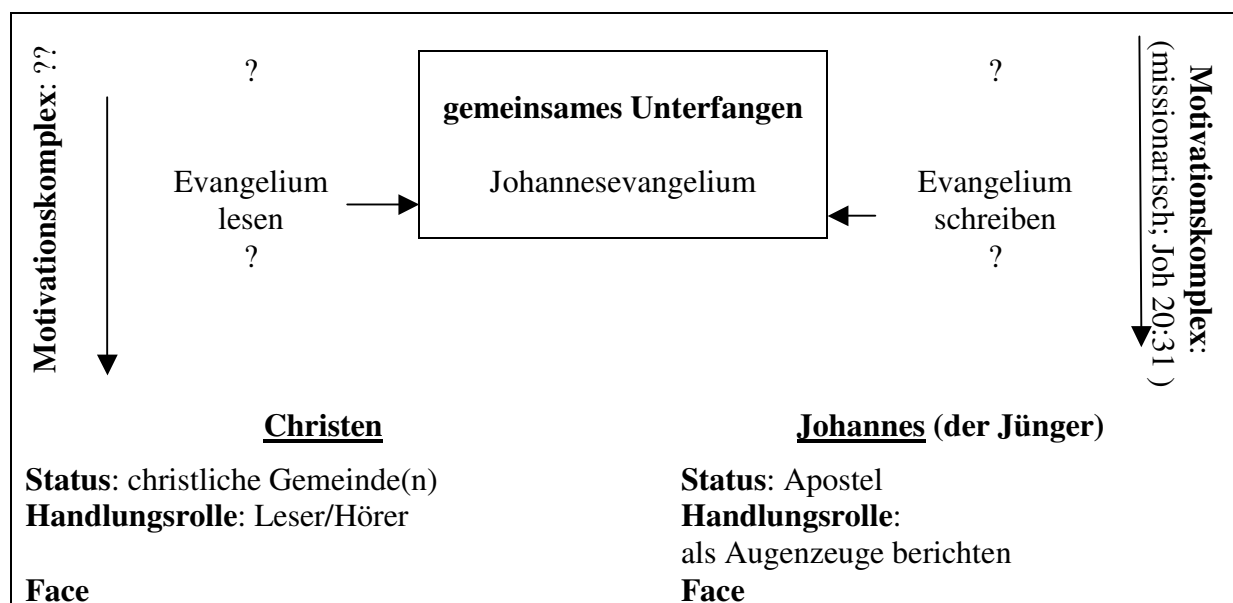 Motivationskomplex: ??
?
Evangelium
lesen
?
gemeinsames Unterfangen
Johannesevangelium
?
Evangelium
schreiben
?
Motivationskomplex:
(missionarisch; Joh 20:31 )
Christen
Status: christliche Gemeinde(n)
Handlungsrolle: Leser/Hörer
Face
Johannes (der Jünger)
Status: Apostel
Handlungsrolle:
als Augenzeuge berichten
Face